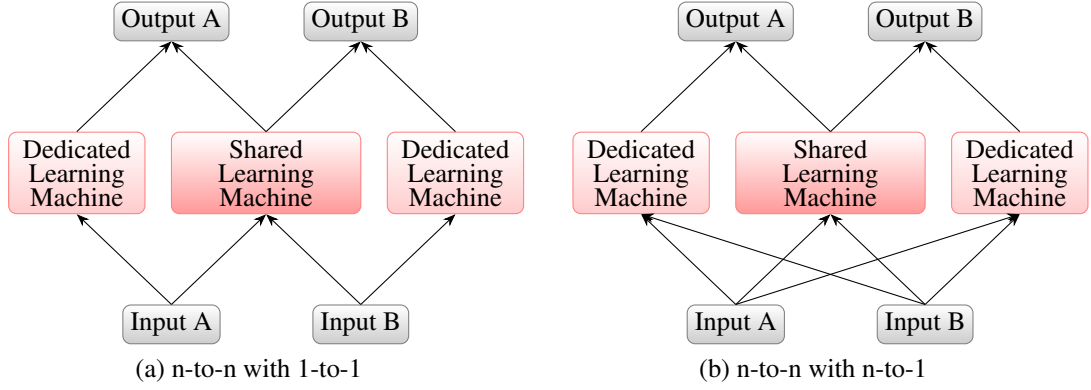 Output A
Output B
Dedicated
Learning
Machine
Shared
Learning
Machine
Dedicated
Learning
Machine
Input A
Input B
(a) n-to-n with 1-to-1
Output A
Output B
Dedicated
Learning
Machine
Shared
Learning
Machine
Dedicated
Learning
Machine
Input A
Input B
(b) n-to-n with n-to-1